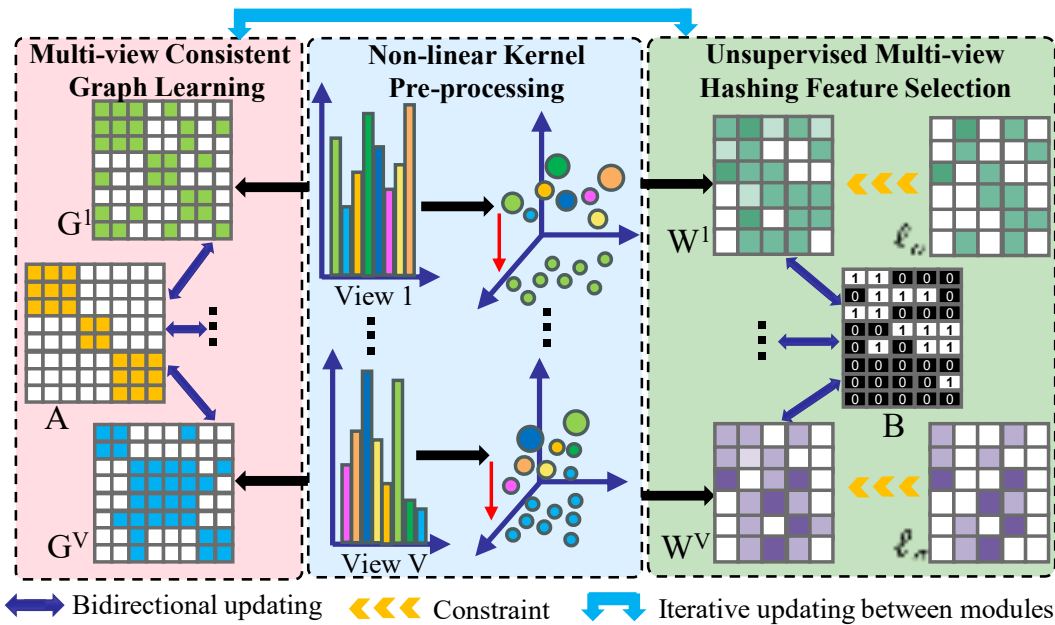 Multi-view Consistent
Graph Learning
Non-linear Kernel
Pre-processing
Unsupervised Multi-view
Hashing Feature Selection
G¹
A
Gⱽ
View 1
View V
W¹
B
Wⱽ
1 1 0 0 0
0 1 1 1 0
1 1 0 0 0
0 0 1 1 1
0 1 0 1 1
0 0 0 0 0
0 0 0 0 1
0 0 0 0 0
Bidirectional updating
Constraint
Iterative updating between modules